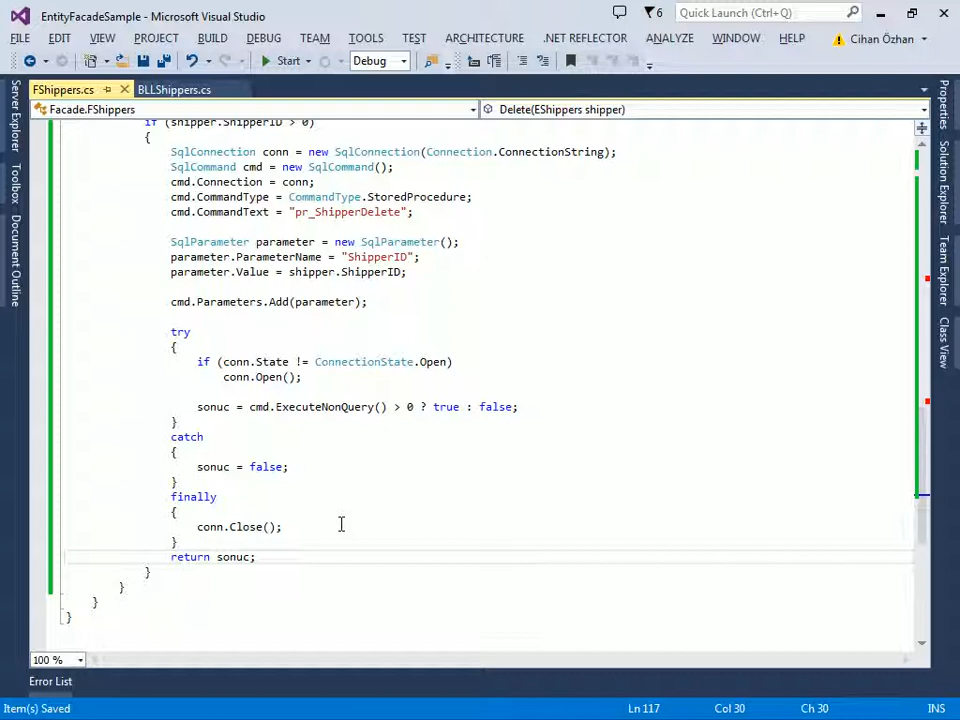 EntityFacadeSample - Microsoft Visual Studio
6
Quick Launch (Ctrl+Q)
FILE EDIT VIEW PROJECT BUILD DEBUG TEAM TOOLS TEST ARCHITECTURE .NET REFLECTOR ANALYZE WINDOW HELP Cihan Özhan
Start Debug
FShippers.cs BLLShippers.cs
Facade.FShippers Delete(EShippers shipper)
if (shipper.ShipperID > 0)
{
SqlConnection conn = new SqlConnection(Connection.ConnectionString);
SqlCommand cmd = new SqlCommand();
cmd.Connection = conn;
cmd.CommandType = CommandType.StoredProcedure;
cmd.CommandText = "pr_ShipperDelete";
SqlParameter parameter = new SqlParameter();
parameter.ParameterName = "ShipperID";
parameter.Value = shipper.ShipperID;
cmd.Parameters.Add(parameter);
try
{
if (conn.State != ConnectionState.Open)
conn.Open();
sonuc = cmd.ExecuteNonQuery() > 0 ? true : false;
}
catch
{
sonuc = false;
}
finally
{
conn.Close();
}
return sonuc;
}
}
}
}
Server Explorer
Toolbox
Document Outline
Properties
Solution Explorer
Team Explorer
Class View
100 %
Error List
Item(s) Saved Ln 117 Col 30 Ch 30 INS